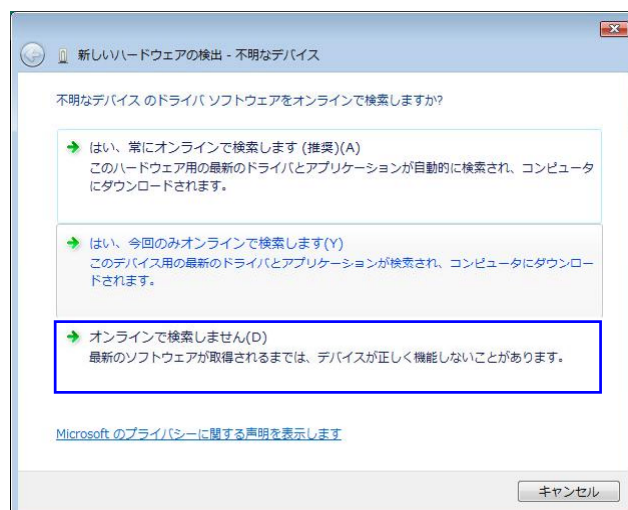 新しいハードウェアの検出 - 不明なデバイス
不明なデバイス のドライバ ソフトウェアをオンラインで検索しますか?
はい、常にオンラインで検索します (推奨)(A)
このハードウェア用の最新のドライバとアプリケーションが自動的に検索され、コンピュータ
にダウンロードされます。
はい、今回のみオンラインで検索します(Y)
このデバイス用の最新のドライバとアプリケーションが検索され、コンピュータにダウンロー
ドされます。
オンラインで検索しません(D)
最新のソフトウェアが取得されるまでは、デバイスが正しく機能しないことがあります。
Microsoft のプライバシーに関する声明を表示します
キャンセル